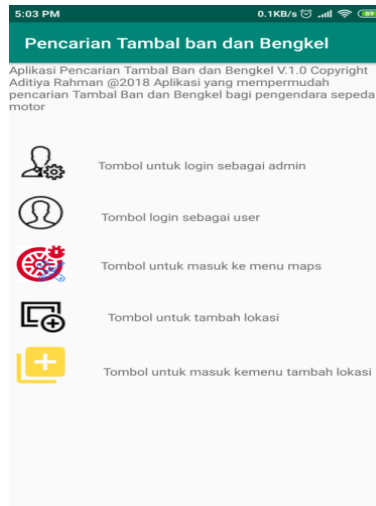 5:03 PM 0.1KB/s 89
Pencarian Tambal ban dan Bengkel
Aplikasi Pencarian Tambal Ban dan Bengkel V.1.0 Copyright
Aditiya Rahman @2018 Aplikasi yang mempermudah
pencarian Tambal Ban dan Bengkel bagi pengendara sepeda
motor
Tombol untuk login sebagai admin
Tombol login sebagai user
Tombol untuk masuk ke menu maps
Tombol untuk tambah lokasi
Tombol untuk masuk kemenu tambah lokasi